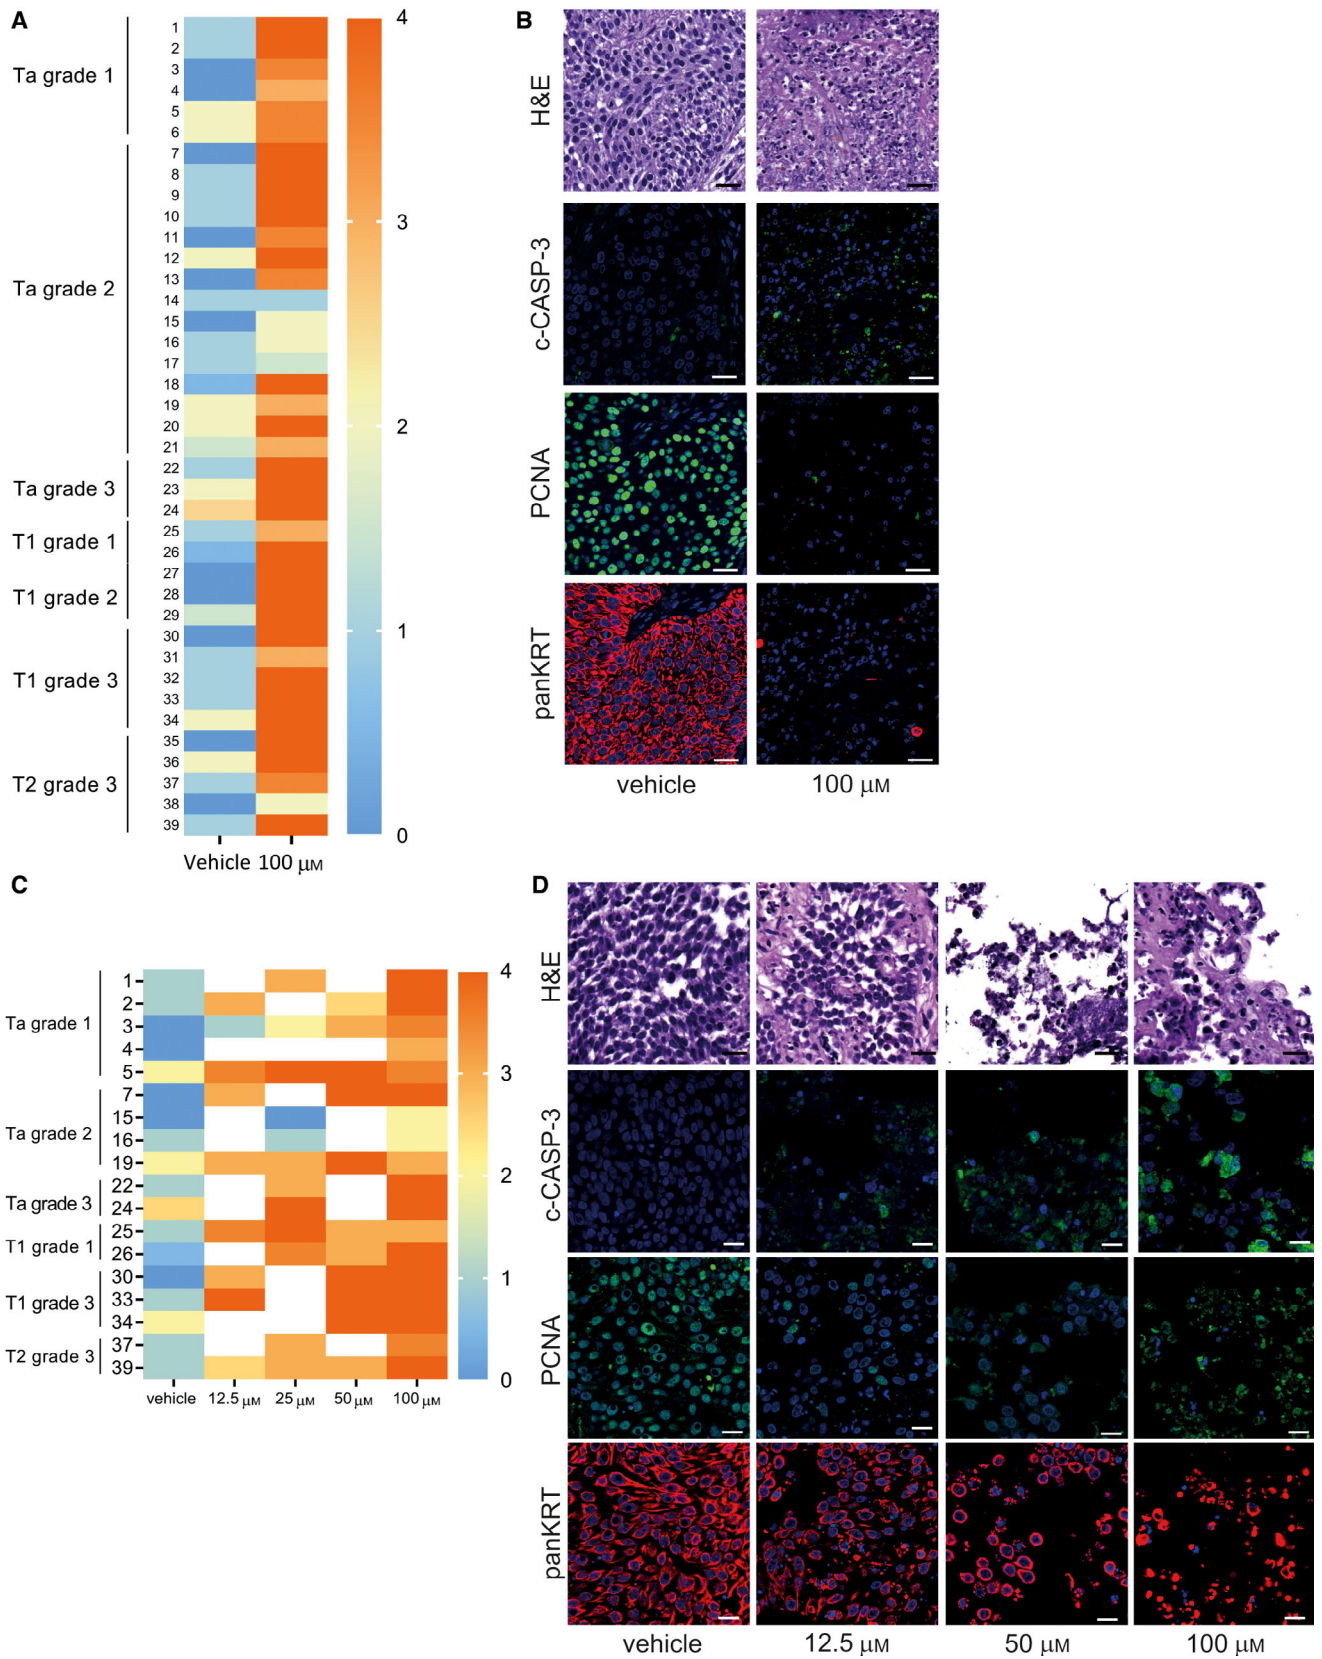 A
Ta grade 1
Ta grade 2
Ta grade 3
T1 grade 1
T1 grade 2
T1 grade 3
T2 grade 3
1
2
3
4
5
6
7
8
9
10
11
12
13
14
15
16
17
18
19
20
21
22
23
24
25
26
27
28
29
30
31
32
33
34
35
36
37
38
39
Vehicle 100 μM
4
3
2
1
0
B
H&E
c-CASP-3
PCNA
panKRT
vehicle 100 μM
C
Ta grade 1
Ta grade 2
Ta grade 3
T1 grade 1
T1 grade 3
T2 grade 3
1
2
3
4
5
7
15
16
19
22
24
25
26
30
33
34
37
39
vehicle 12.5 μM 25 μM 50 μM 100 μM
4
3
2
1
0
D
H&E
c-CASP-3
PCNA
panKRT
vehicle 12.5 μM 50 μM 100 μM